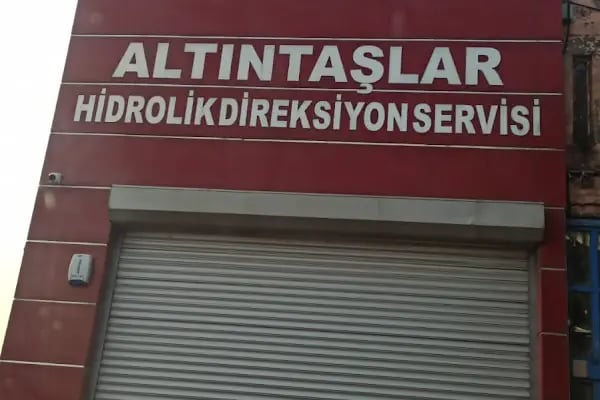 ALTINTAŞLAR
HİDROLİK DİREKSİYON SERVİSİ